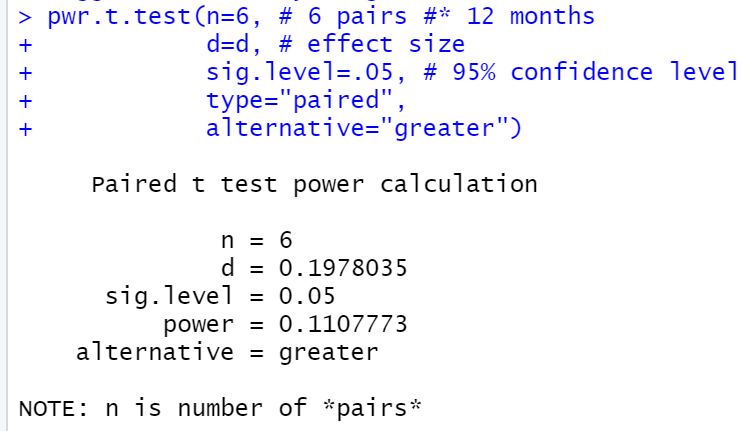 > pwr.t.test(n=6, # 6 pairs #* 12 months
+            d=d, # effect size
+            sig.level=.05, # 95% confidence level
+            type="paired",
+            alternative="greater")

     Paired t test power calculation

              n = 6
              d = 0.1978035
      sig.level = 0.05
          power = 0.1107773
    alternative = greater

NOTE: n is number of *pairs*